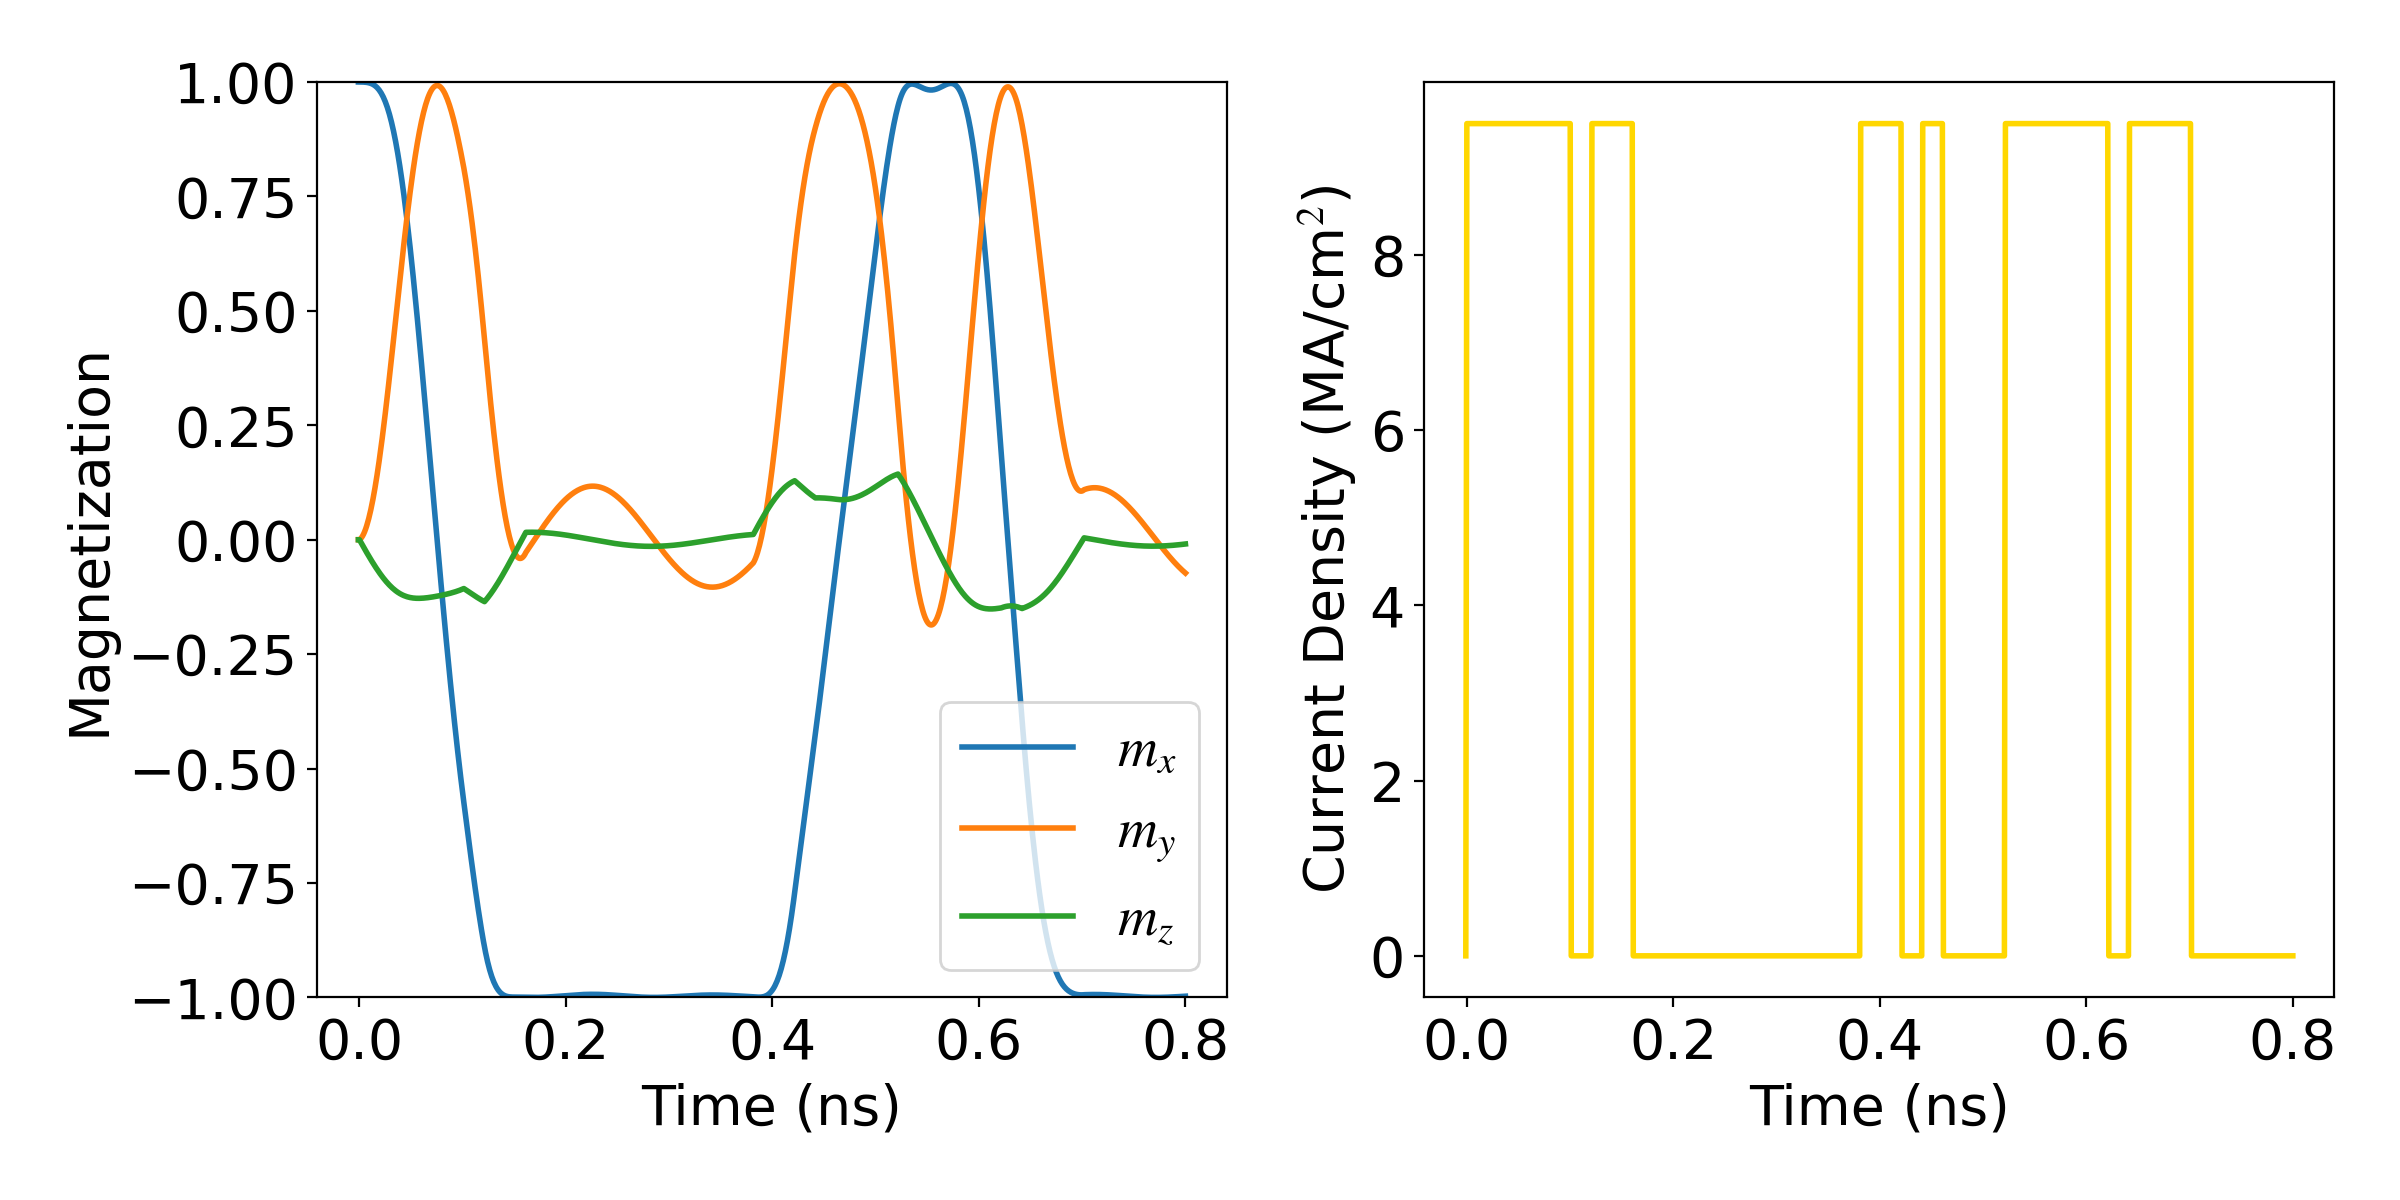 1.00
0.75
0.50
0.25
0.00
−0.25
−0.50
−0.75
−1.00
Magnetization
0.0 0.2 0.4 0.6 0.8
Time (ns)
m_x
m_y
m_z
8
6
4
2
0
Current Density (MA/cm²)
0.0 0.2 0.4 0.6 0.8
Time (ns)